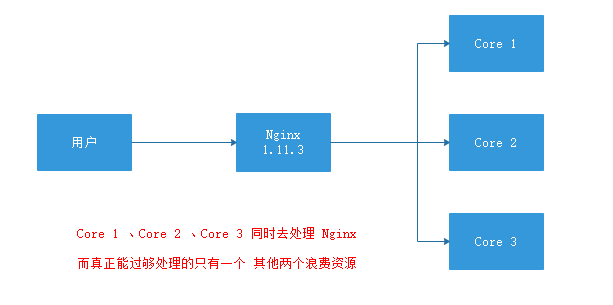 Core 1
用户
Nginx
1.11.3
Core 2
Core 3
Core 1 、Core 2 、Core 3 同时去处理 Nginx
而真正能过够处理的只有一个 其他两个浪费资源